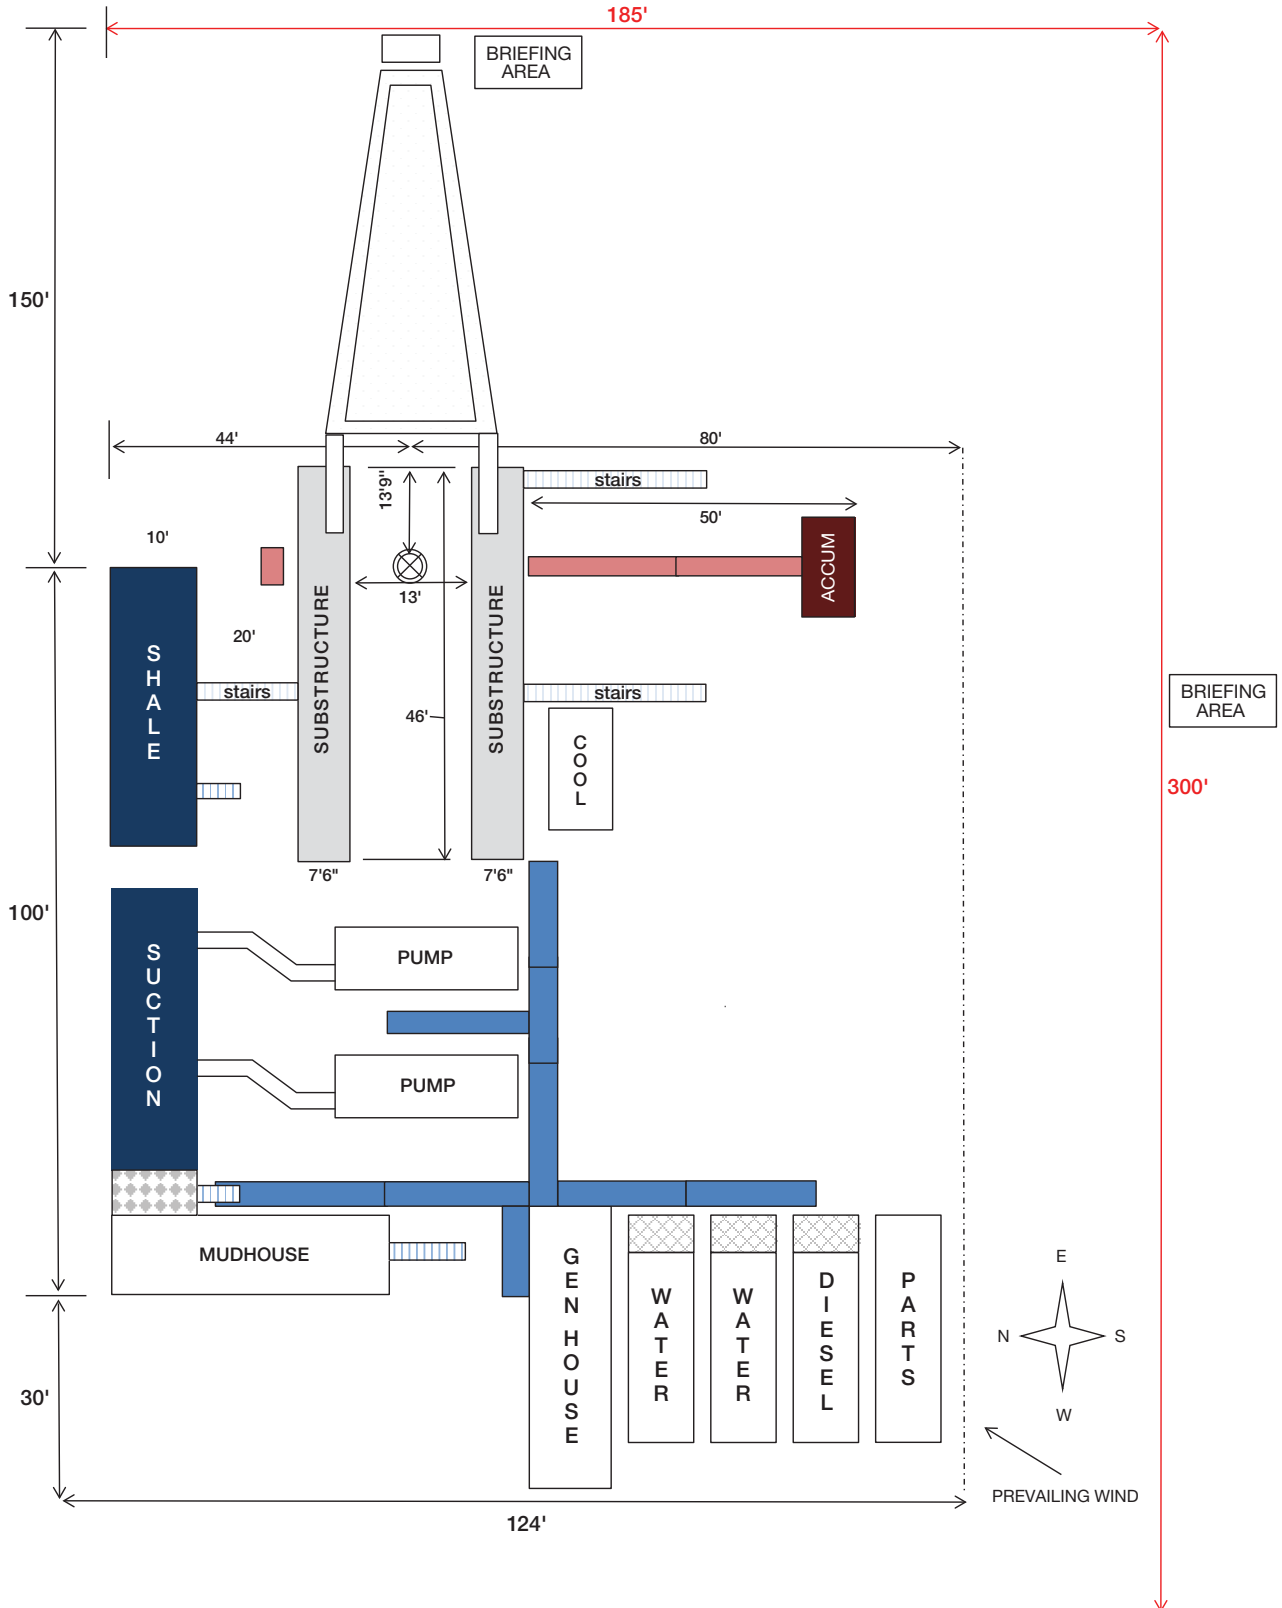 185'
BRIEFING
AREA
150'
44'
80'
stairs
13'9"
50'
10'
ACCUM
13'
20'
SHALE
SUBSTRUCTURE
SUBSTRUCTURE
stairs
stairs
46'
COOL
BRIEFING
AREA
300'
7'6"
7'6"
100'
SUCTION
PUMP
PUMP
MUDHOUSE
GEN HOUSE
WATER
WATER
DIESEL
PARTS
E
N
S
W
30'
PREVAILING WIND
124'